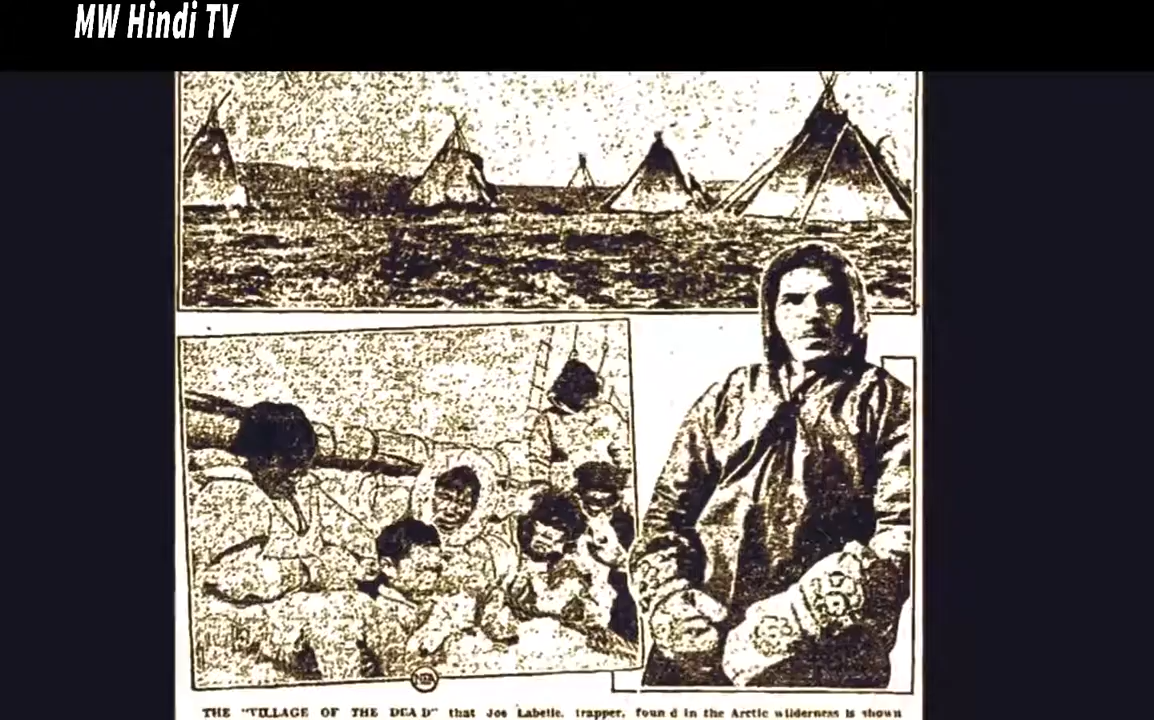 MW Hindi TV
NEA
THE "VILLAGE OF THE DEAD" that Joe Labelle, trapper, found in the Arctic wilderness is shown